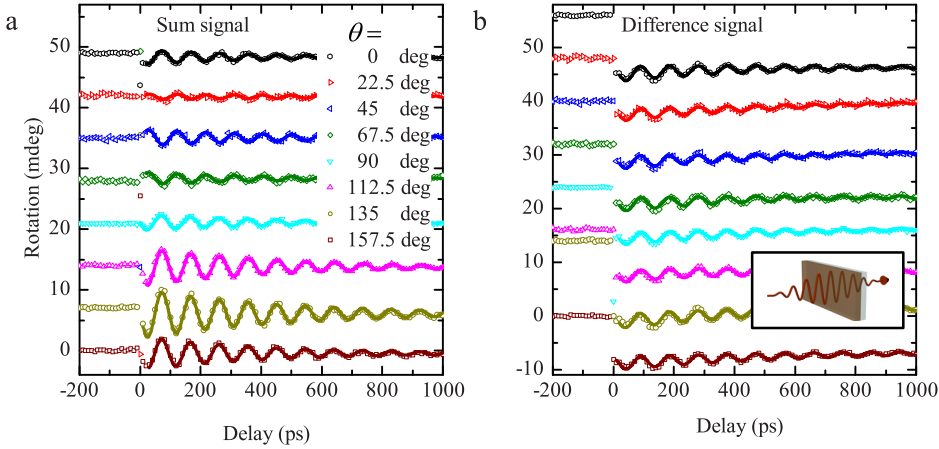 a
Sum signal
θ =
0 deg
22.5 deg
45 deg
67.5 deg
90 deg
112.5 deg
135 deg
157.5 deg
50
40
30
20
10
0
Rotation (mdeg)
-200 0 200 400 600 800 1000
Delay (ps)
b
Difference signal
50
40
30
20
10
0
-10
-200 0 200 400 600 800 1000
Delay (ps)